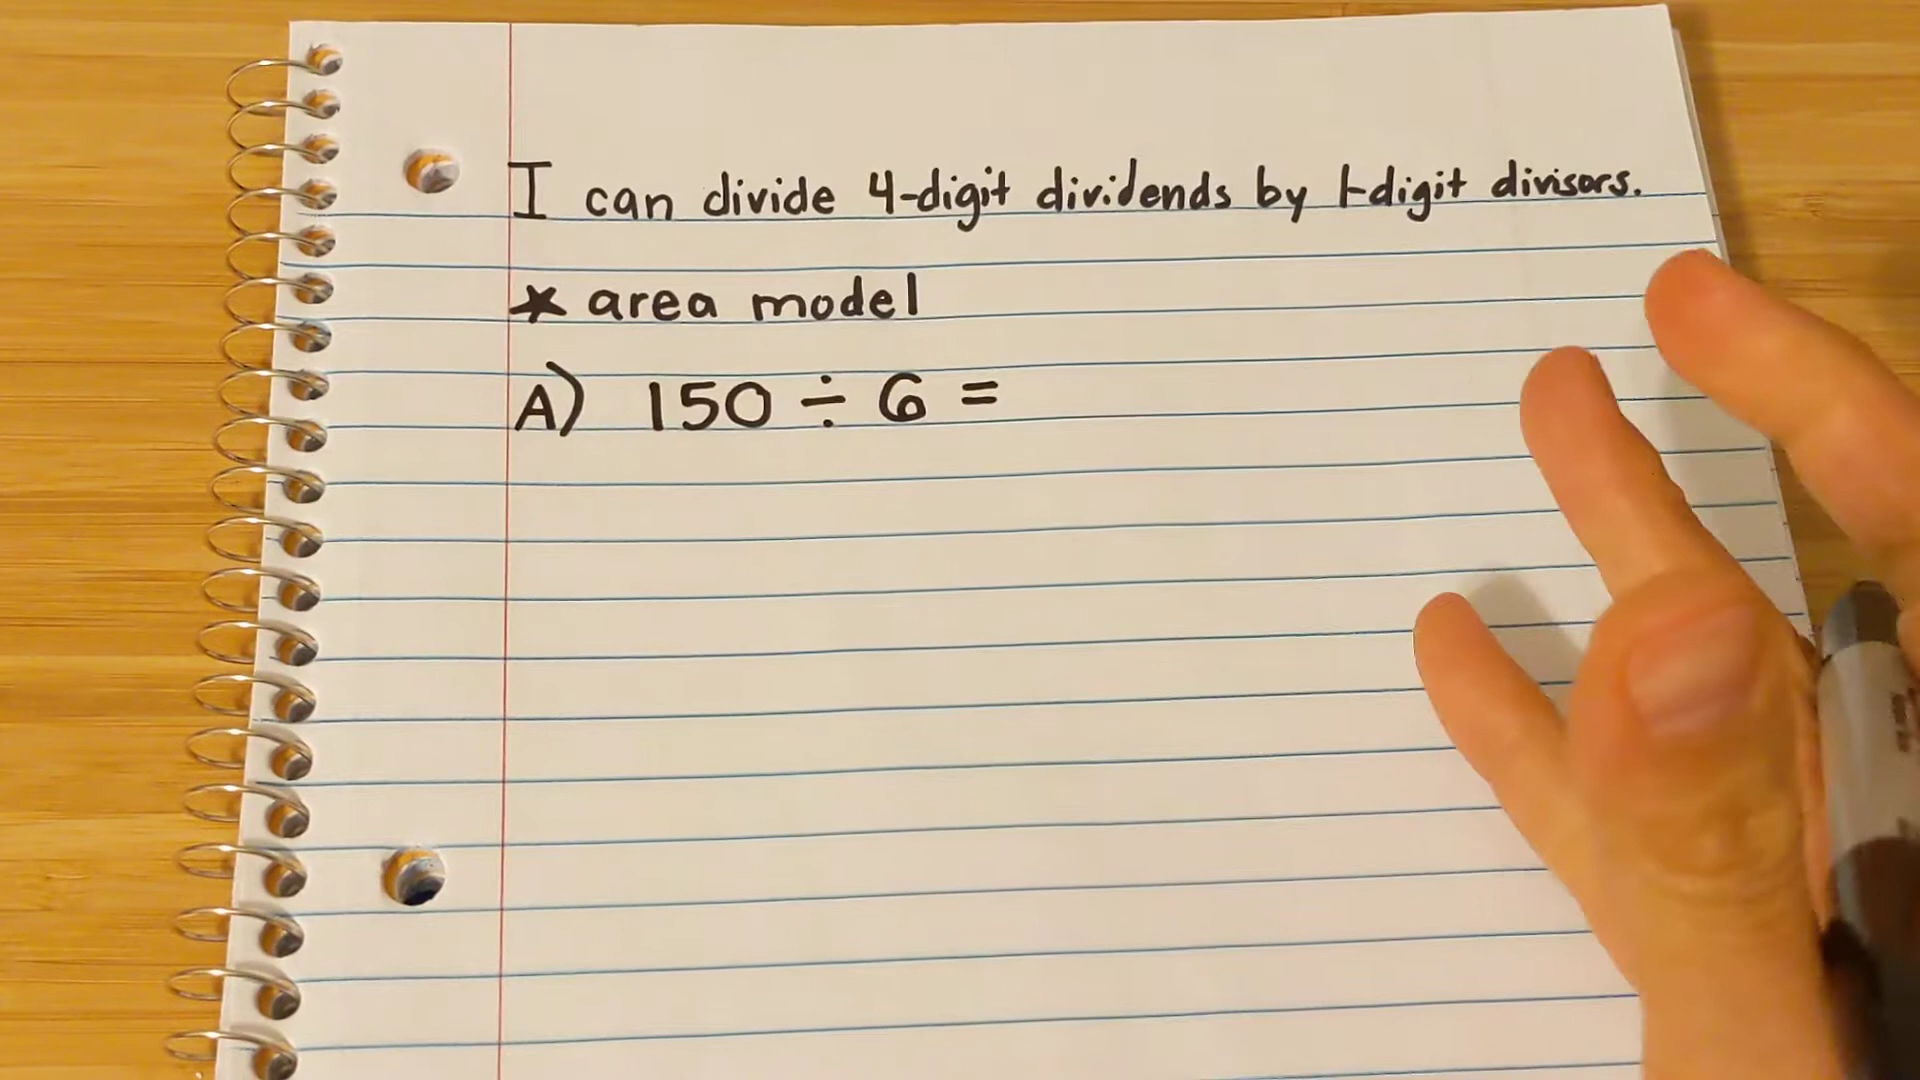 I can divide 4-digit dividends by 1-digit divisors.
* area model
A) 150 ÷ 6 =